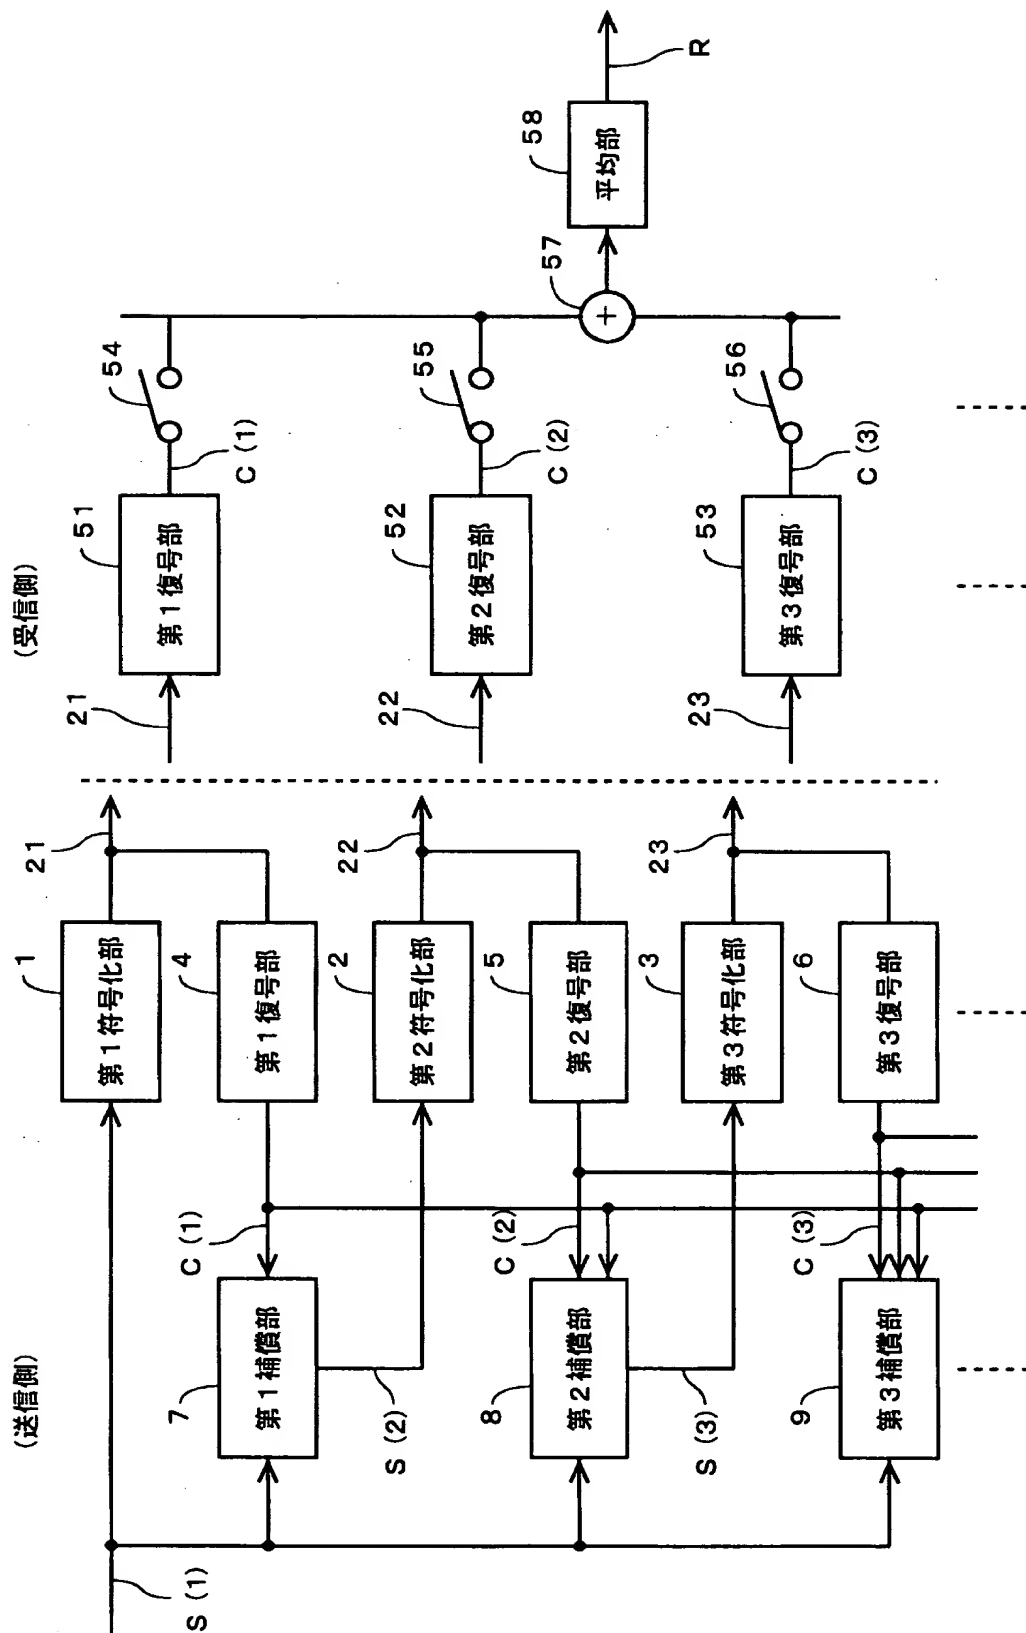 (送信側)
S (1)
1
第1符号化部
21
4
第1復号部
C (1)
7
第1補償部
S (2)
2
第2符号化部
22
5
第2復号部
C (2)
8
第2補償部
S (3)
3
第3符号化部
23
6
第3復号部
C (3)
9
第3補償部
(受信側)
21
51
第1復号部
C (1)
54
22
52
第2復号部
C (2)
55
23
53
第3復号部
C (3)
56
57
+
58
平均部
R